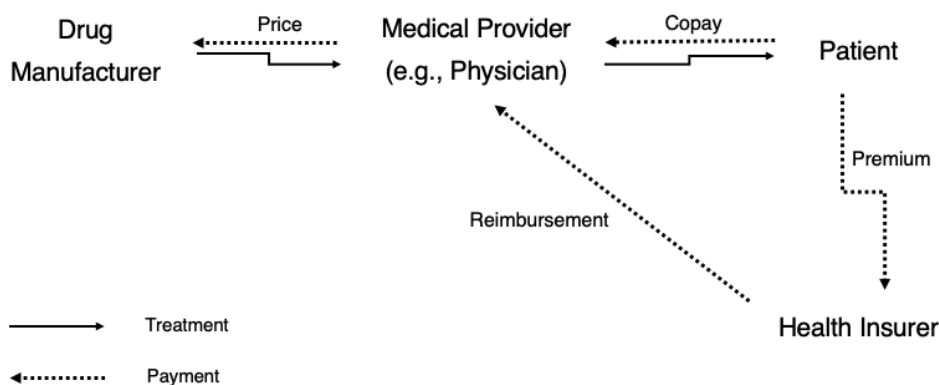 Drug
Manufacturer
Price
Medical Provider
(e.g., Physician)
Copay
Patient
Premium
Reimbursement
Health Insurer
Treatment
Payment